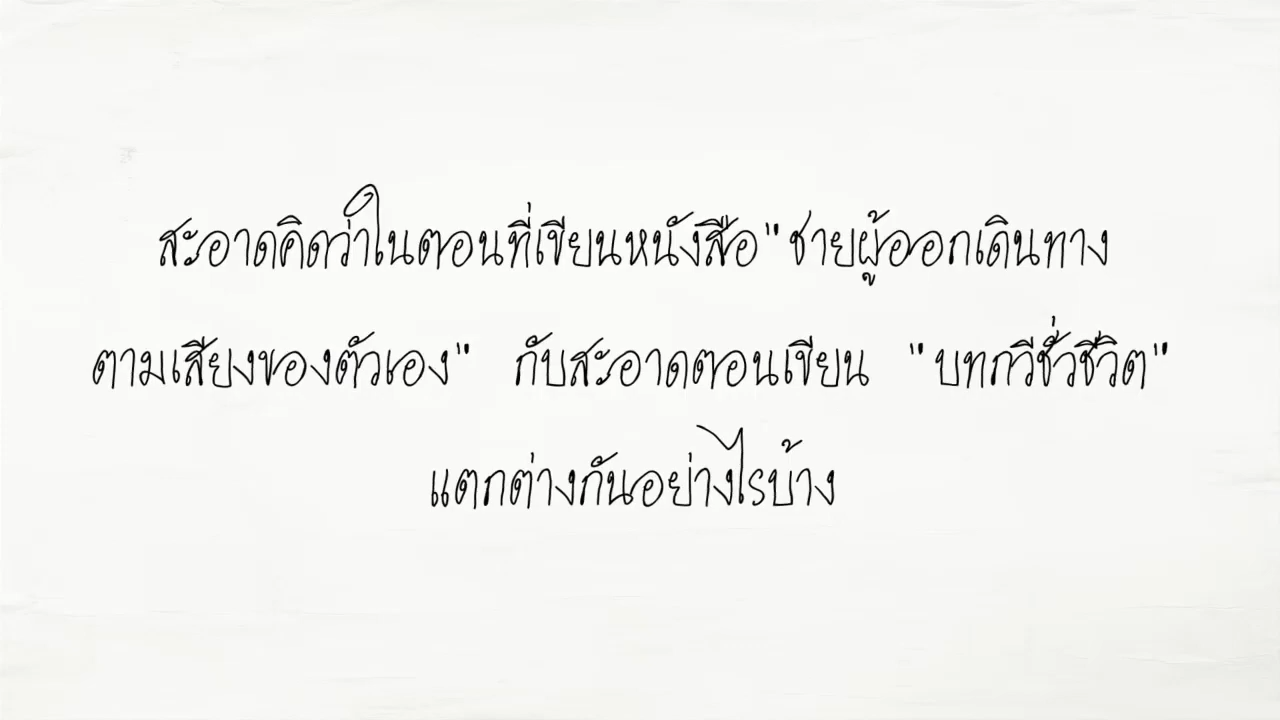 สะอาดคิดว่าในตอนที่เขียนหนังสือ"ชายผู้ออกเดินทาง
ตามเสียงของตัวเอง" กับสะอาดตอนเขียน "บทกวีชั่วชีวิต"
แตกต่างกันอย่างไรบ้าง